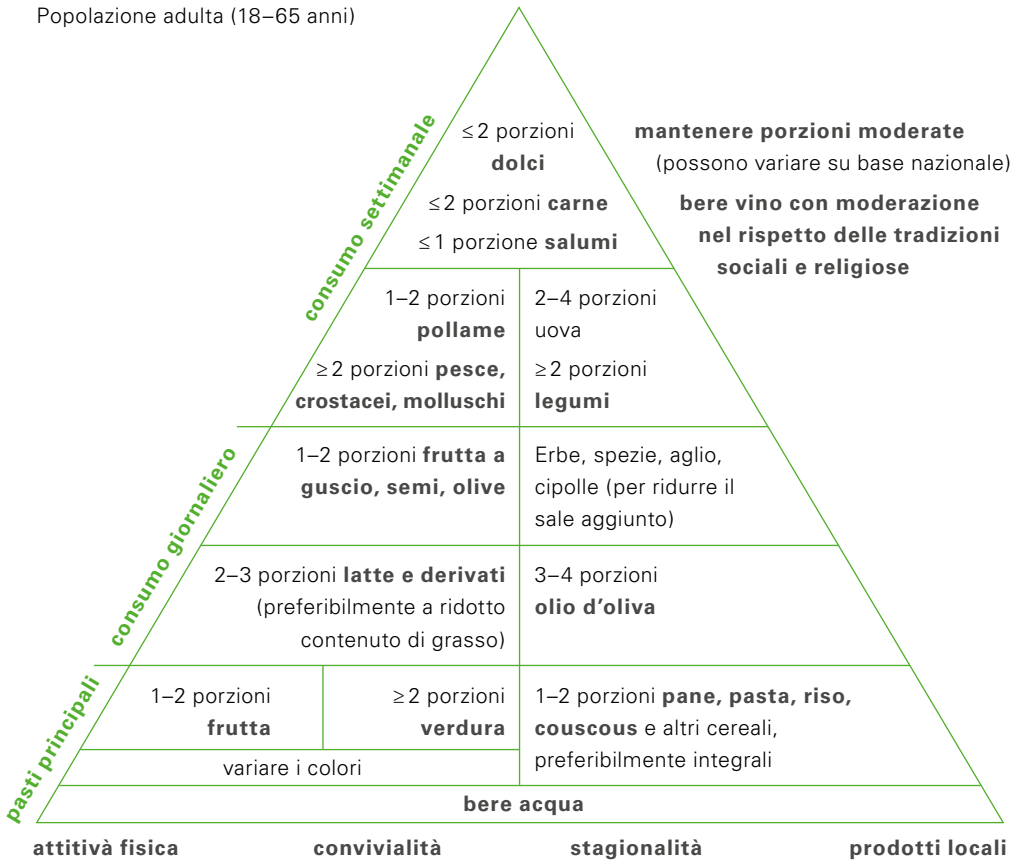 Popolazione adulta (18–65 anni)
consumo settimanale
≤ 2 porzioni
dolci
≤ 2 porzioni carne
≤ 1 porzione salumi
mantenere porzioni moderate
(possono variare su base nazionale)
bere vino con moderazione
nel rispetto delle tradizioni
sociali e religiose
1–2 porzioni
pollame
≥ 2 porzioni pesce,
crostacei, molluschi
2–4 porzioni
uova
≥ 2 porzioni
legumi
consumo giornaliero
1–2 porzioni frutta a
guscio, semi, olive
Erbe, spezie, aglio,
cipolle (per ridurre il
sale aggiunto)
2–3 porzioni latte e derivati
(preferibilmente a ridotto
contenuto di grasso)
3–4 porzioni
olio d’oliva
pasti principali
1–2 porzioni
frutta
≥ 2 porzioni
verdura
variare i colori
1–2 porzioni pane, pasta, riso,
couscous e altri cereali,
preferibilmente integrali
bere acqua
attitivà fisica
convivialità
stagionalità
prodotti locali